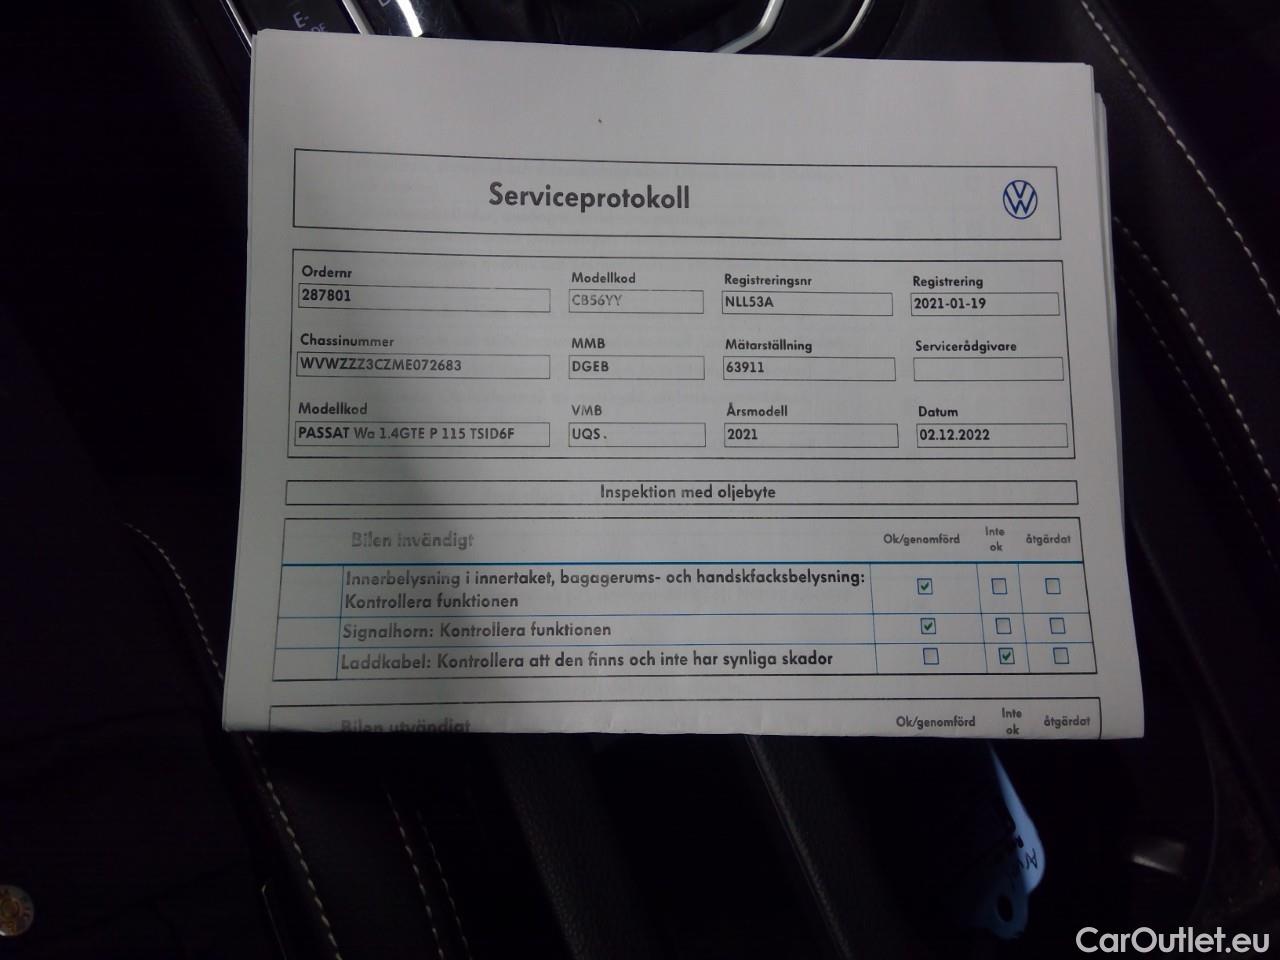 Serviceprotokoll
Ordernr Modellkod Registreringsnr Registrering
287801 CB56YY NLL53A 2021-01-19
Chassinummer MMB Mätarställning Servicerådgivare
WVWZZZ3CZME072683 DGEB 63911
Modellkod VMB Årsmodell Datum
PASSAT Wa 1.4GTE P 115 TSID6F UQS. 2021 02.12.2022
Inspektion med oljebyte
Bilen invändigt Ok/genomförd Inte ok åtgärdat
Innerbelysning i innertaket, bagagerums- och handskfacksbelysning:
Kontrollera funktionen
Signalhorn: Kontrollera funktionen
Laddkabel: Kontrollera att den finns och inte har synliga skador
Bilen utvändigt Ok/genomförd Inte ok åtgärdat
CarOutlet.eu